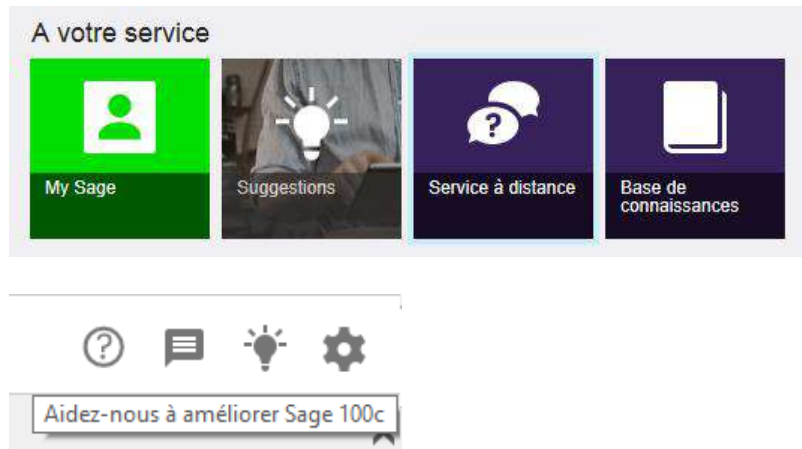 A votre service
My Sage
Suggestions
Service à distance
Base de
connaissances
Aidez-nous à améliorer Sage 100c